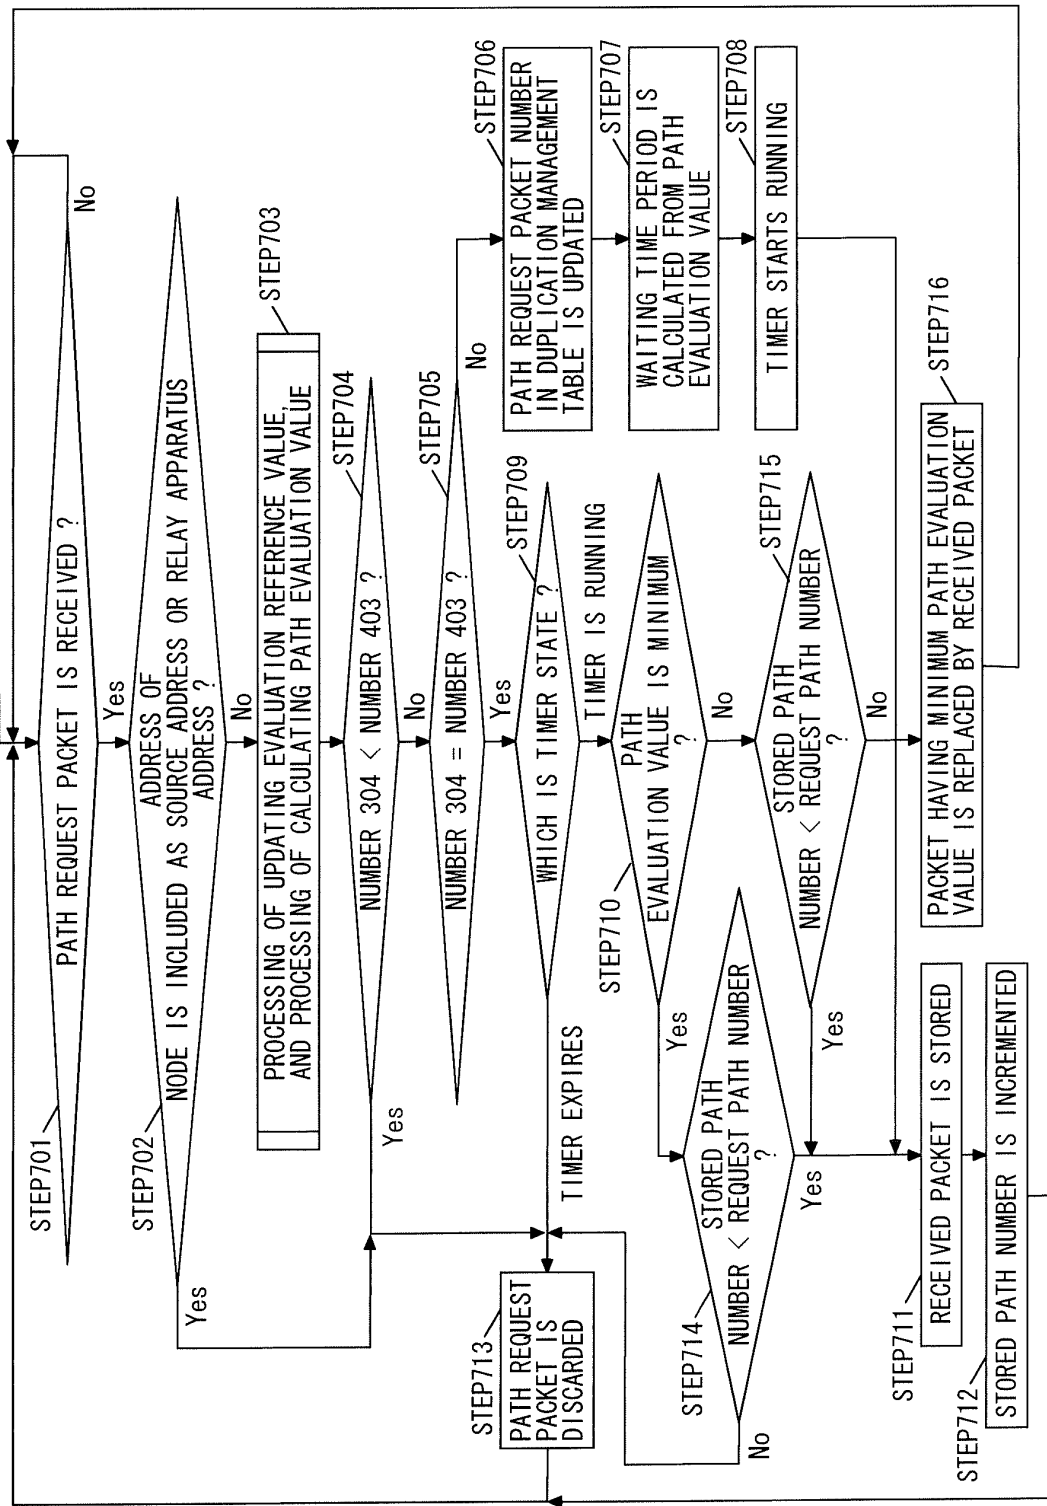 STEP701
PATH REQUEST PACKET IS RECEIVED ?
No
Yes
STEP702
ADDRESS OF
NODE IS INCLUDED AS SOURCE ADDRESS OR RELAY APPARATUS
ADDRESS ?
Yes
No
STEP703
PROCESSING OF UPDATING EVALUATION REFERENCE VALUE,
AND PROCESSING OF CALCULATING PATH EVALUATION VALUE
STEP704
NUMBER 304 < NUMBER 403 ?
Yes
No
STEP705
NUMBER 304 = NUMBER 403 ?
No
Yes
STEP706
PATH REQUEST PACKET NUMBER
IN DUPLICATION MANAGEMENT
TABLE IS UPDATED
STEP707
WAITING TIME PERIOD IS
CALCULATED FROM PATH
EVALUATION VALUE
STEP708
TIMER STARTS RUNNING
STEP709
WHICH IS TIMER STATE ?
TIMER EXPIRES
TIMER IS RUNNING
STEP713
PATH REQUEST
PACKET IS
DISCARDED
STEP710
PATH
EVALUATION VALUE IS MINIMUM
?
Yes
No
STEP714
STORED PATH
NUMBER < REQUEST PATH NUMBER
?
No
Yes
STEP715
STORED PATH
NUMBER < REQUEST PATH NUMBER
?
Yes
No
STEP711
RECEIVED PACKET IS STORED
STEP716
PACKET HAVING MINIMUM PATH EVALUATION
VALUE IS REPLACED BY RECEIVED PACKET
STEP712
STORED PATH NUMBER IS INCREMENTED